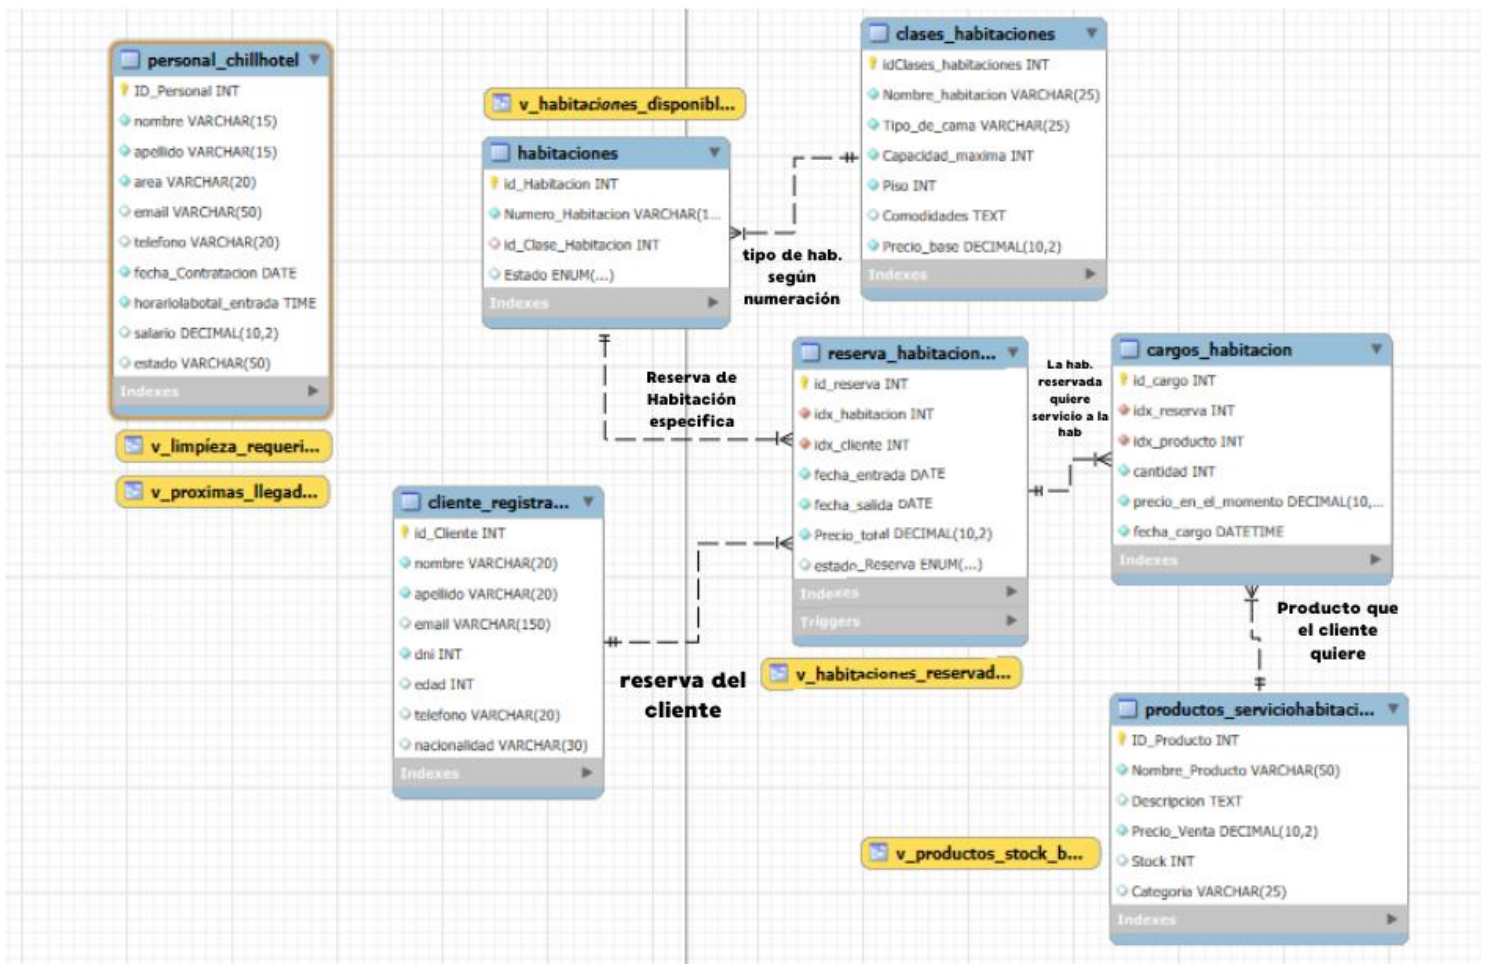 personal_chillhotel
ID_Personal INT
nombre VARCHAR(15)
apellido VARCHAR(15)
area VARCHAR(20)
email VARCHAR(50)
telefono VARCHAR(20)
fecha_Contratacion DATE
horariolabotal_entrada TIME
salario DECIMAL(10,2)
estado VARCHAR(50)
Indexes
v_limpieza_requeri...
v_proximas_llegad...
v_habitaciones_disponibl...
habitaciones
id_Habitacion INT
Numero_Habitacion VARCHAR(1...
id_Clase_Habitacion INT
Estado ENUM(...)
Indexes
clases_habitaciones
idClases_habitaciones INT
Nombre_habitacion VARCHAR(25)
Tipo_de_cama VARCHAR(25)
Capacidad_maxima INT
Piso INT
Comodidades TEXT
Precio_base DECIMAL(10,2)
Indexes
tipo de hab.
según
numeración
Reserva de
Habitación
especifica
reserva_habitacion...
id_reserva INT
idx_habitacion INT
idx_cliente INT
fecha_entrada DATE
fecha_salida DATE
Precio_total DECIMAL(10,2)
estado_Reserva ENUM(...)
Indexes
Triggers
La hab.
reservada
quiere
servicio a la
hab
cargos_habitacion
id_cargo INT
idx_reserva INT
idx_producto INT
cantidad INT
precio_en_el_momento DECIMAL(10,...
fecha_cargo DATETIME
Indexes
cliente_registra...
id_Cliente INT
nombre VARCHAR(20)
apellido VARCHAR(20)
email VARCHAR(150)
dni INT
edad INT
telefono VARCHAR(20)
nacionalidad VARCHAR(30)
Indexes
reserva del
cliente
v_habitaciones_reservad...
Producto que
el cliente
quiere
productos_serviciohabitaci...
ID_Producto INT
Nombre_Producto VARCHAR(50)
Descripcion TEXT
Precio_Venta DECIMAL(10,2)
Stock INT
Categoria VARCHAR(25)
Indexes
v_productos_stock_b...